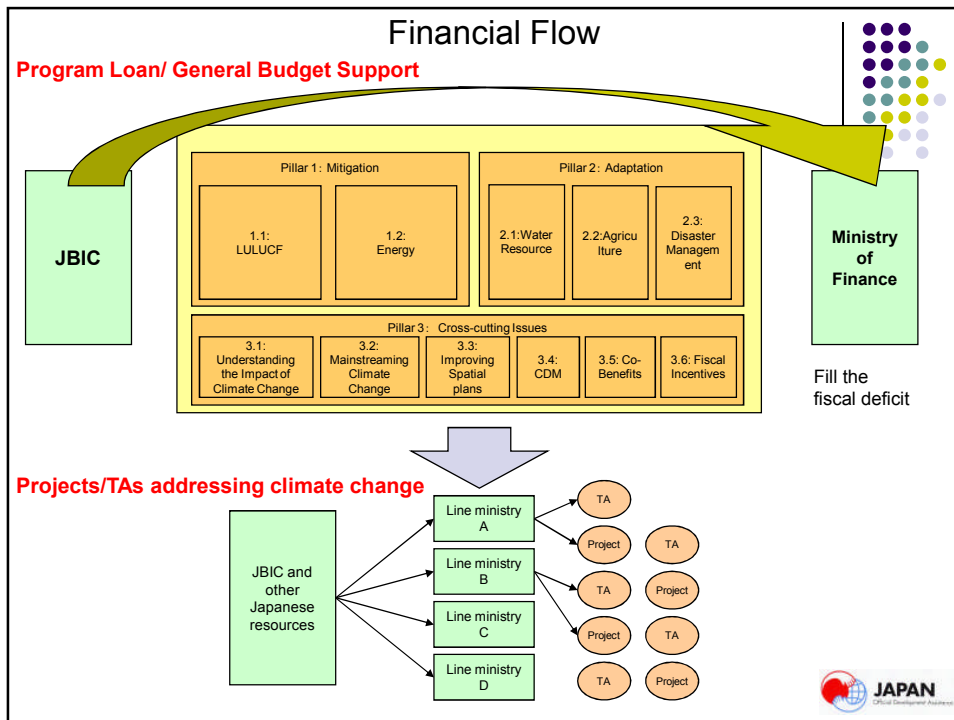 Financial Flow
Program Loan/ General Budget Support
JBIC
Pillar 1: Mitigation
1.1:
LULUCF
1.2:
Energy
Pillar 2: Adaptation
2.1:Water
Resource
2.2:Agricu
lture
2.3:
Disaster
Managem
ent
Pillar 3: Cross-cutting Issues
3.1:
Understanding
the Impact of
Climate Change
3.2:
Mainstreaming
Climate
Change
3.3:
Improving
Spatial
plans
3.4:
CDM
3.5: Co-
Benefits
3.6: Fiscal
Incentives
Ministry
of
Finance
Fill the
fiscal deficit
Projects/TAs addressing climate change
JBIC and
other
Japanese
resources
Line ministry
A
Line ministry
B
Line ministry
C
Line ministry
D
TA
Project
TA
TA
Project
Project
TA
TA
Project
JAPAN
Official Development Assistance